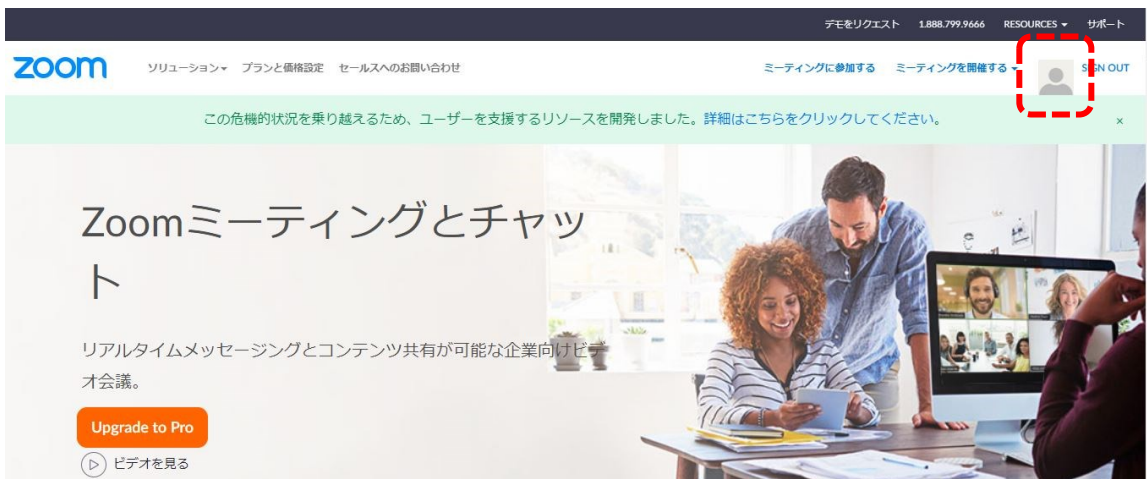 デモをリクエスト 1.888.799.9666 RESOURCES サポート
zoom ソリューション プランと価格設定 セールスへのお問い合わせ ミーティングに参加する ミーティングを開催する SIGN OUT
この危機的状況を乗り越えるため、ユーザーを支援するリソースを開発しました。詳細はこちらをクリックしてください。 ×
Zoomミーティングとチャッ
ト
リアルタイムメッセージングとコンテンツ共有が可能な企業向けビデ
オ会議。
Upgrade to Pro
ビデオを見る